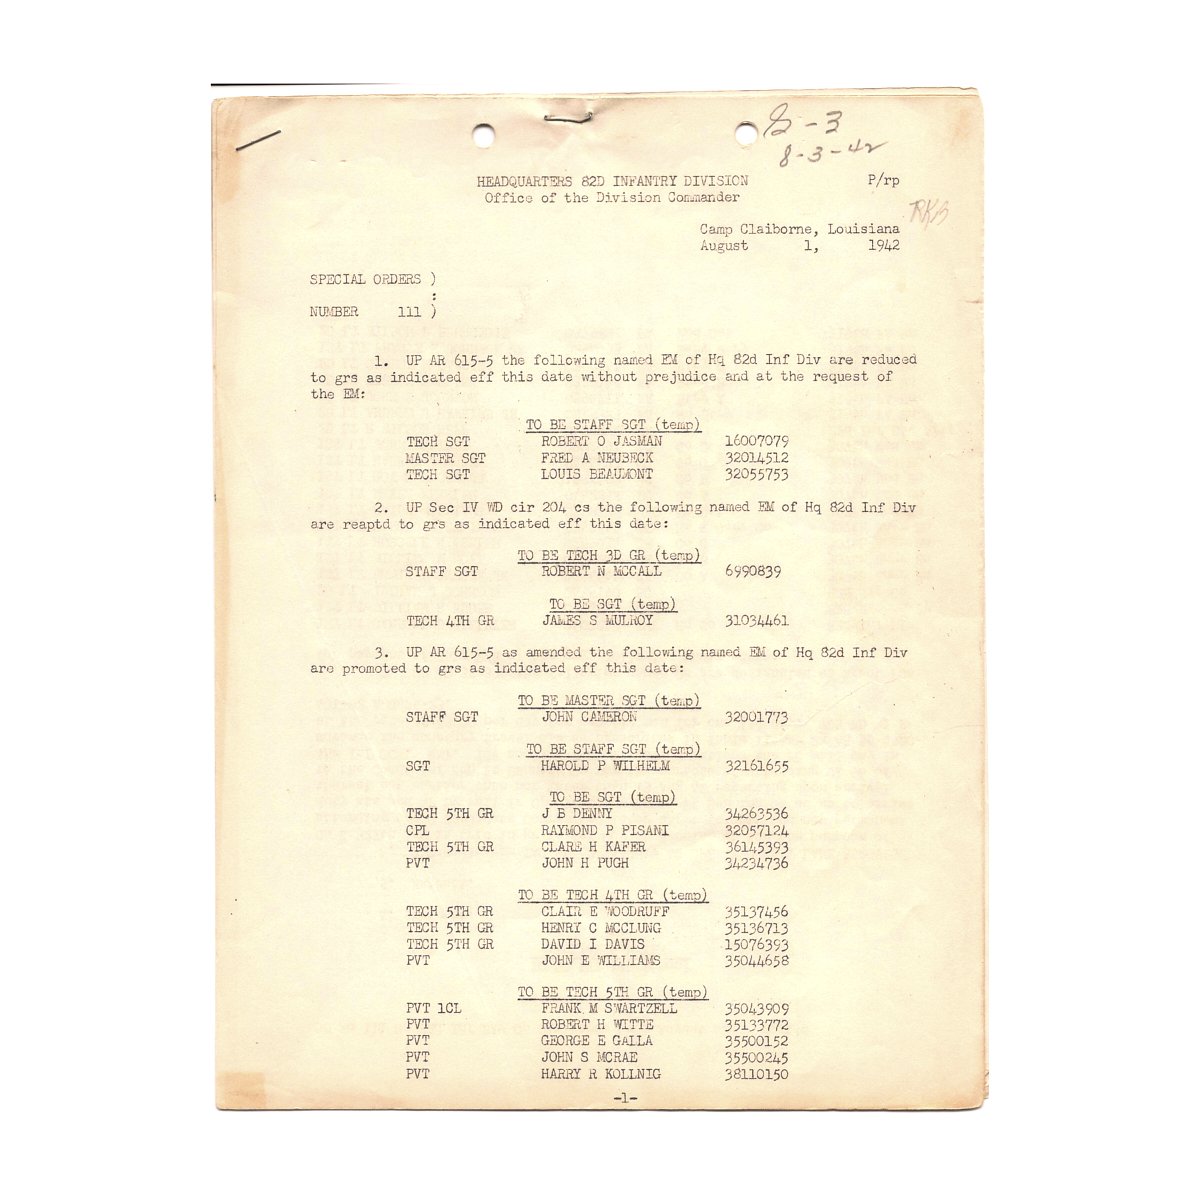 G-3
8-3-42
HEADQUARTERS 82D INFANTRY DIVISION P/rp
Office of the Division Commander
RKB
Camp Claiborne, Louisiana
August 1, 1942
SPECIAL ORDERS )
:
NUMBER 111 )
1. UP AR 615-5 the following named EM of Hq 82d Inf Div are reduced
to grs as indicated eff this date without prejudice and at the request of
the EM:
TO BE STAFF SGT (temp)
TECH SGT ROBERT O JASMAN 16007079
MASTER SGT FRED A NEUBECK 32014512
TECH SGT LOUIS BEAUMONT 32055753
2. UP Sec IV WD cir 204 cs the following named EM of Hq 82d Inf Div
are reaptd to grs as indicated eff this date:
TO BE TECH 3D GR (temp)
STAFF SGT ROBERT N MCCALL 6990839
TO BE SGT (temp)
TECH 4TH GR JAMES S MULROY 31034461
3. UP AR 615-5 as amended the following named EM of Hq 82d Inf Div
are promoted to grs as indicated eff this date:
TO BE MASTER SGT (temp)
STAFF SGT JOHN CAMERON 32001773
TO BE STAFF SGT (temp)
SGT HAROLD P WILHELM 32161655
TO BE SGT (temp)
TECH 5TH GR J B DENNY 34263536
CPL RAYMOND P PISANI 32057124
TECH 5TH GR CLARE H KAFER 36145393
PVT JOHN H PUGH 34234736
TO BE TECH 4TH GR (temp)
TECH 5TH GR CLAIR E WOODRUFF 35137456
TECH 5TH GR HENRY C MCCLUNG 35136713
TECH 5TH GR DAVID I DAVIS 15076393
PVT JOHN E WILLIAMS 35044658
TO BE TECH 5TH GR (temp)
PVT 1CL FRANK M SWARTZELL 35043909
PVT ROBERT H WITTE 35133772
PVT GEORGE E GALLA 35500152
PVT JOHN S MCRAE 35500245
PVT HARRY R KOLLNIG 38110150
-1-